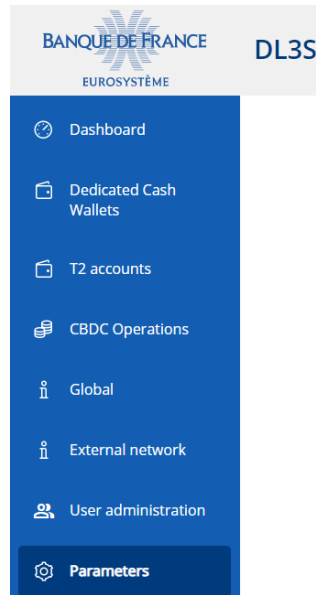 BANQUE DE FRANCE
EUROSYSTÈME
DL3S
Dashboard
Dedicated Cash
Wallets
T2 accounts
CBDC Operations
Global
External network
User administration
Parameters